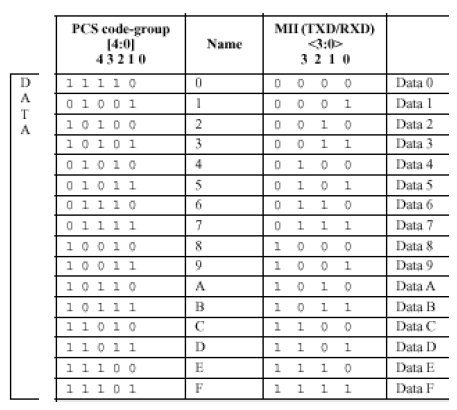 PCS code-group MII (TXD/RXD)
[4:0] Name <3:0>
4 3 2 1 0 3 2 1 0
D
A
T
A
1 1 1 1 0 0 0 0 0 0 Data 0
0 1 0 0 1 1 0 0 0 1 Data 1
1 0 1 0 0 2 0 0 1 0 Data 2
1 0 1 0 1 3 0 0 1 1 Data 3
0 1 0 1 0 4 0 1 0 0 Data 4
0 1 0 1 1 5 0 1 0 1 Data 5
0 1 1 1 0 6 0 1 1 0 Data 6
0 1 1 1 1 7 0 1 1 1 Data 7
1 0 0 1 0 8 1 0 0 0 Data 8
1 0 0 1 1 9 1 0 0 1 Data 9
1 0 1 1 0 A 1 0 1 0 Data A
1 0 1 1 1 B 1 0 1 1 Data B
1 1 0 1 0 C 1 1 0 0 Data C
1 1 0 1 1 D 1 1 0 1 Data D
1 1 1 0 0 E 1 1 1 0 Data E
1 1 1 0 1 F 1 1 1 1 Data F